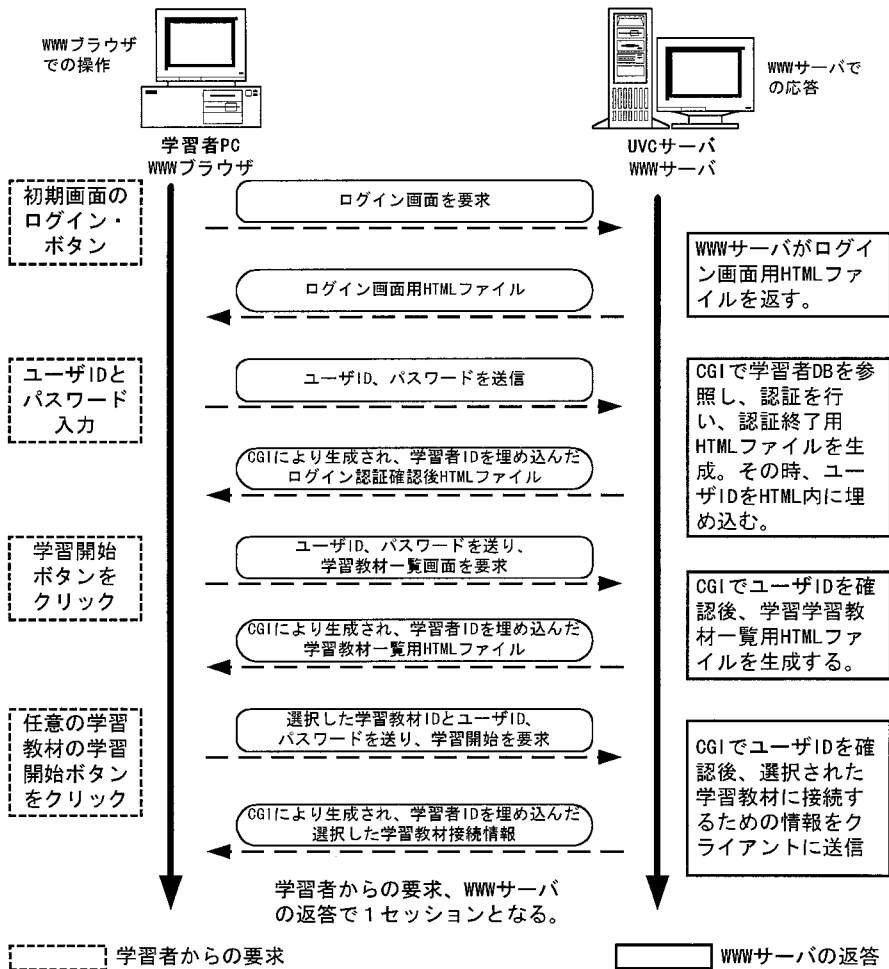 WWWブラウザ
での操作
WWWサーバで
の応答
学習者PC
WWWブラウザ
UVCサーバ
WWWサーバ
初期画面の
ログイン・
ボタン
ログイン画面を要求
WWWサーバがログイ
ン画面用HTMLファ
イルを返す。
ログイン画面用HTMLファイル
ユーザIDと
パスワード
入力
ユーザID、パスワードを送信
CGIで学習者DBを参
照し、認証を行
い、認証終了用
HTMLファイルを生
成。その時、ユー
ザIDをHTML内に埋
め込む。
CGIにより生成され、学習者IDを埋め込んだ
ログイン認証確認後HTMLファイル
学習開始
ボタンを
クリック
ユーザID、パスワードを送り、
学習教材一覧画面を要求
CGIでユーザIDを確
認後、学習学習教
材一覧用HTMLファ
イルを生成する。
CGIにより生成され、学習者IDを埋め込んだ
学習教材一覧用HTMLファイル
任意の学習
教材の学習
開始ボタン
をクリック
選択した学習教材IDとユーザID、
パスワードを送り、学習開始を要求
CGIでユーザIDを確
認後、選択された
学習教材に接続す
るための情報をク
ライアントに送信
CGIにより生成され、学習者IDを埋め込んだ
選択した学習教材接続情報
学習者からの要求、WWWサーバ
の返答で1セッションとなる。
学習者からの要求
WWWサーバの返答